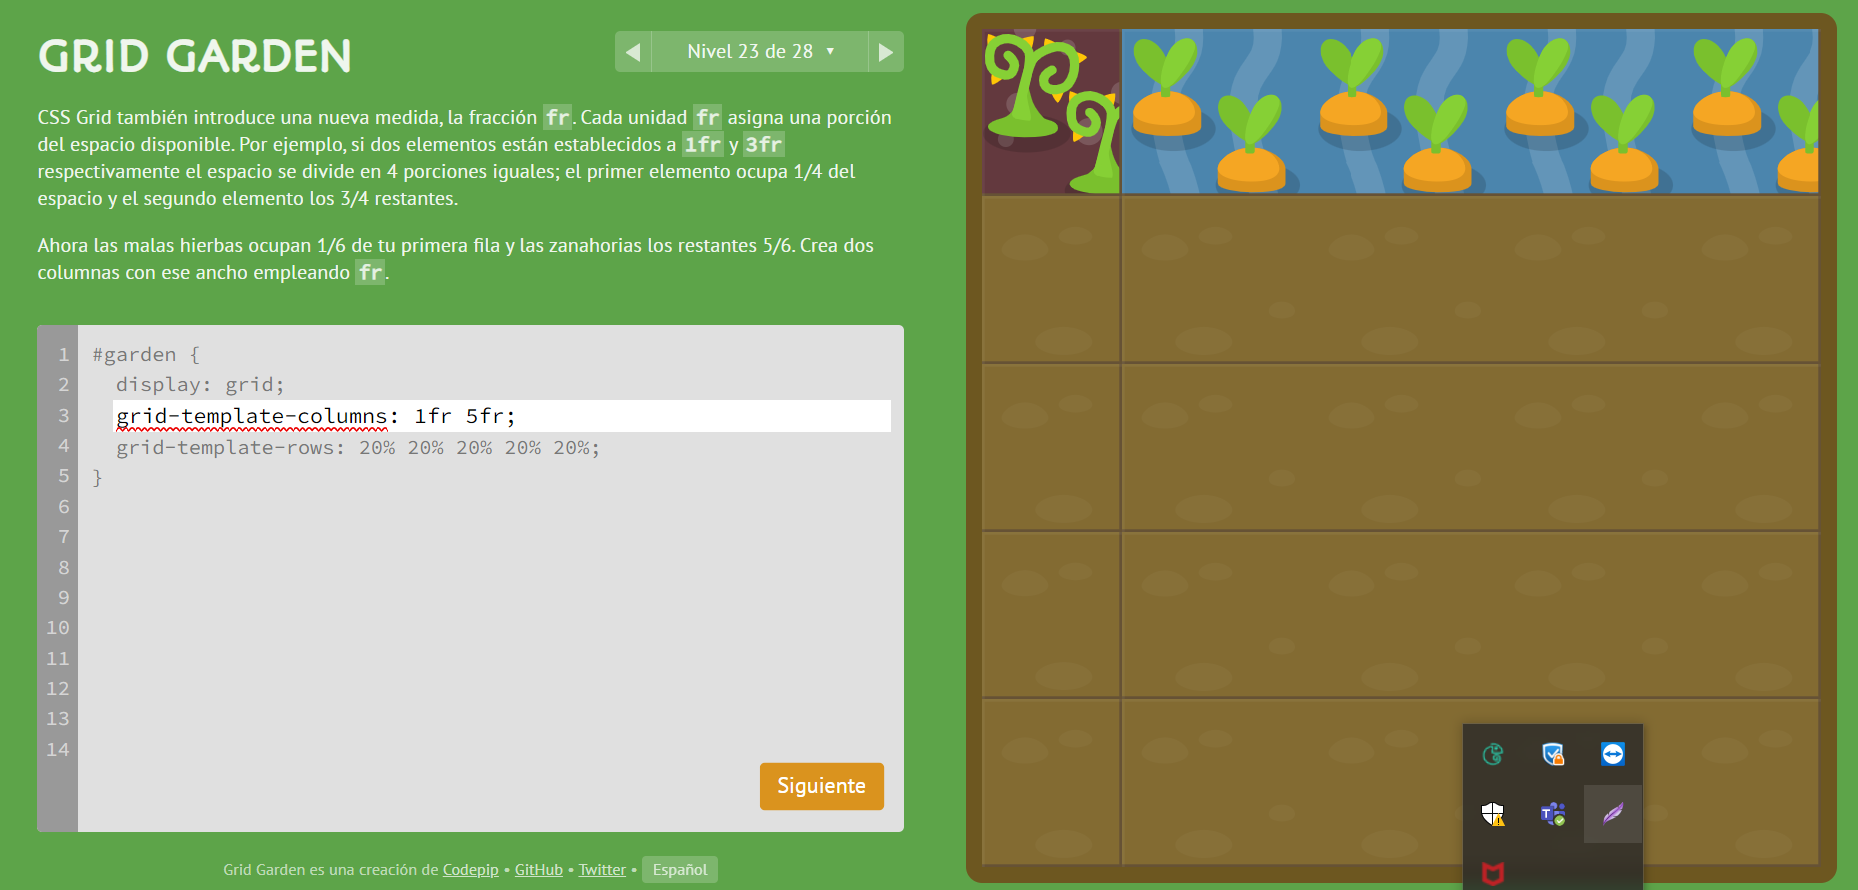 GRID GARDEN
Nivel 23 de 28
CSS Grid también introduce una nueva medida, la fracción fr. Cada unidad fr asigna una porción
del espacio disponible. Por ejemplo, si dos elementos están establecidos a 1fr y 3fr
respectivamente el espacio se divide en 4 porciones iguales; el primer elemento ocupa 1/4 del
espacio y el segundo elemento los 3/4 restantes.
Ahora las malas hierbas ocupan 1/6 de tu primera fila y las zanahorias los restantes 5/6. Crea dos
columnas con ese ancho empleando fr.
1 #garden {
2 display: grid;
3 grid-template-columns: 1fr 5fr;
4 grid-template-rows: 20% 20% 20% 20% 20%;
5 }
6
7
8
9
10
11
12
13
14
Siguiente
Grid Garden es una creación de Codepip • GitHub • Twitter • Español